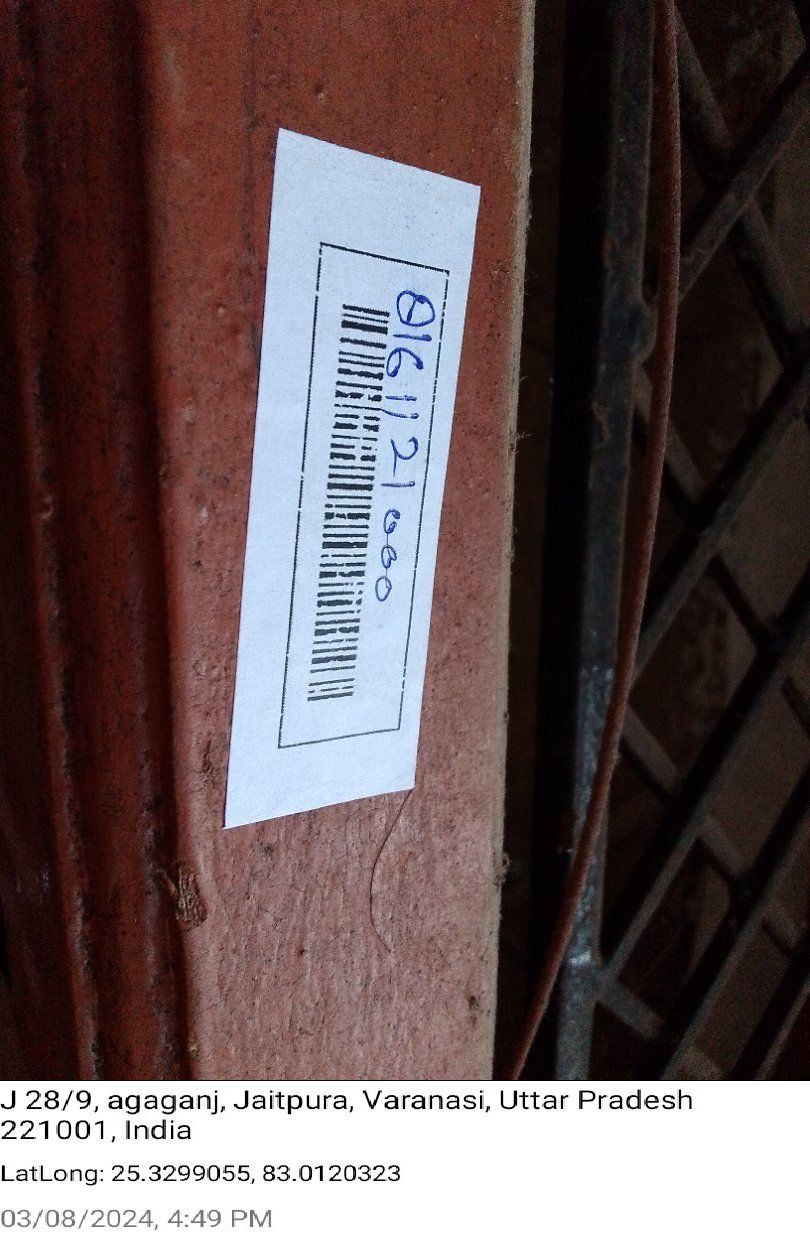 0161121000
J 28/9, agaganj, Jaitpura, Varanasi, Uttar Pradesh
221001, India
LatLong: 25.3299055, 83.0120323
03/08/2024, 4:49 PM